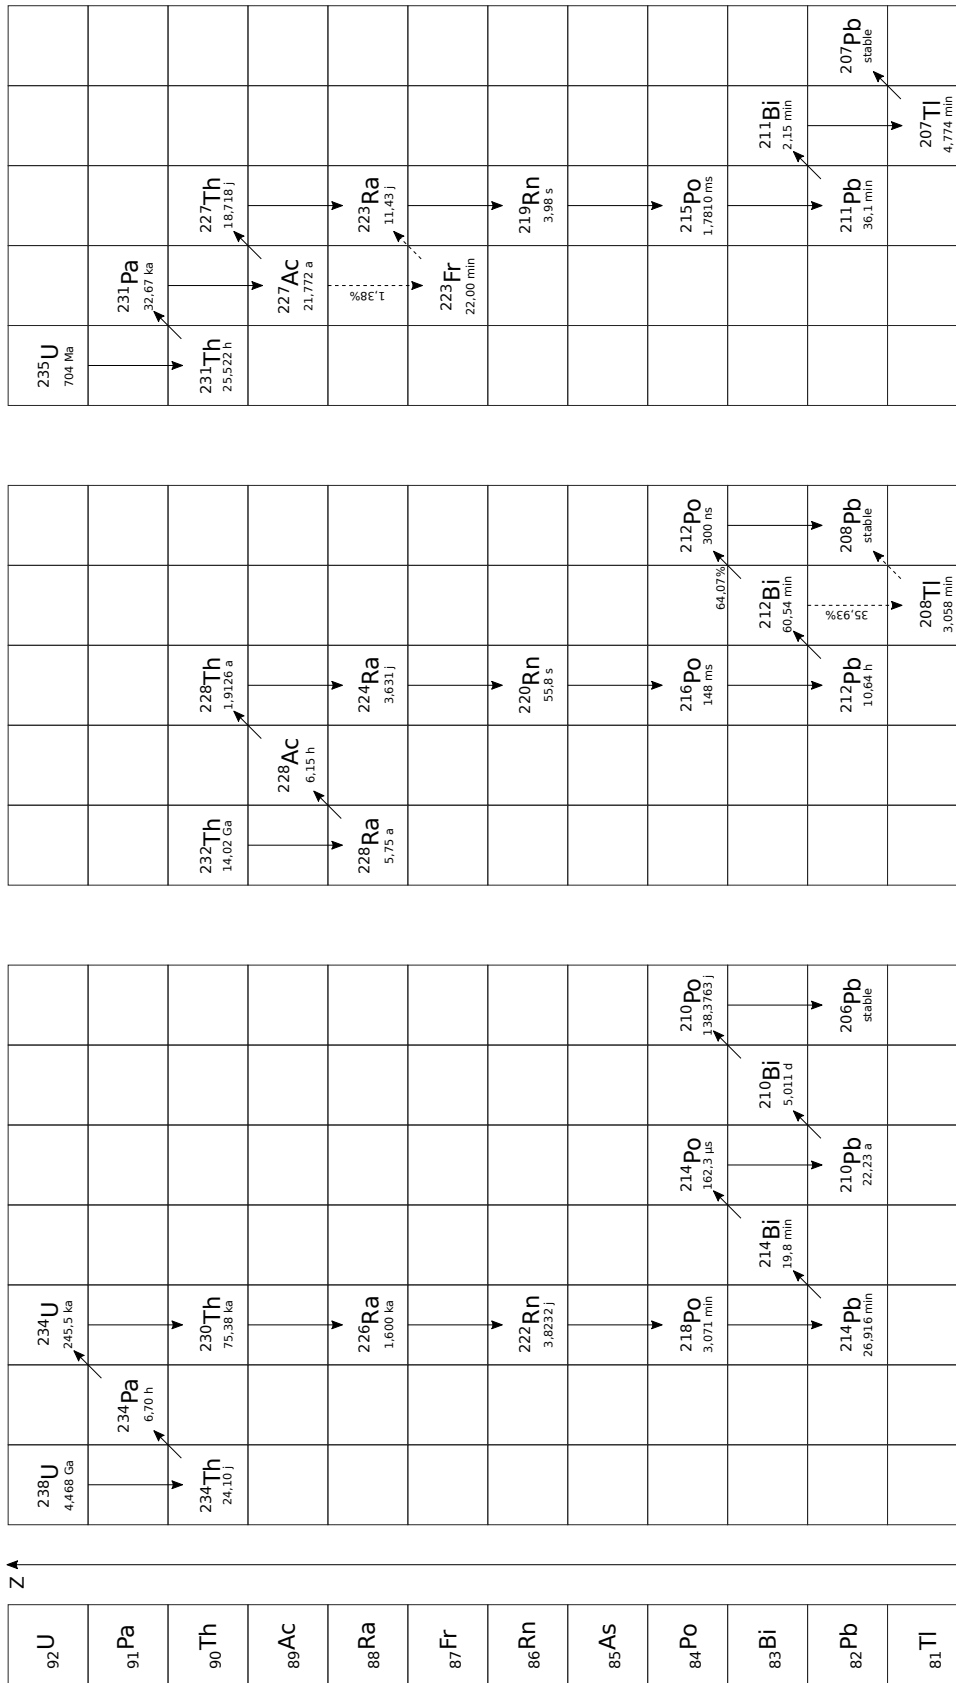 92U
Z
238U
4,468 Ga
234U
245,5 ka
235U
704 Ma
91Pa
234Pa
6,70 h
231Pa
32,67 ka
90Th
234Th
24,10 j
230Th
75,38 ka
232Th
14,02 Ga
228Th
1,9126 a
231Th
25,522 h
227Th
18,718 j
89Ac
228Ac
6,15 h
227Ac
21,772 a
88Ra
226Ra
1,600 ka
228Ra
5,75 a
224Ra
3,631 j
1,38%
223Ra
11,43 j
87Fr
223Fr
22,00 min
86Rn
222Rn
3,8232 j
220Rn
55,8 s
219Rn
3,98 s
85As
84Po
218Po
3,071 min
214Po
162,3 µs
210Po
138,3763 j
216Po
148 ms
212Po
300 ns
215Po
1,7810 ms
64,07%
83Bi
214Bi
19,8 min
210Bi
5,011 d
212Bi
60,54 min
211Bi
2,15 min
82Pb
214Pb
26,916 min
210Pb
22,23 a
206Pb
stable
212Pb
10,64 h
35,93%
208Pb
stable
211Pb
36,1 min
207Pb
stable
81Tl
208Tl
3,058 min
207Tl
4,774 min